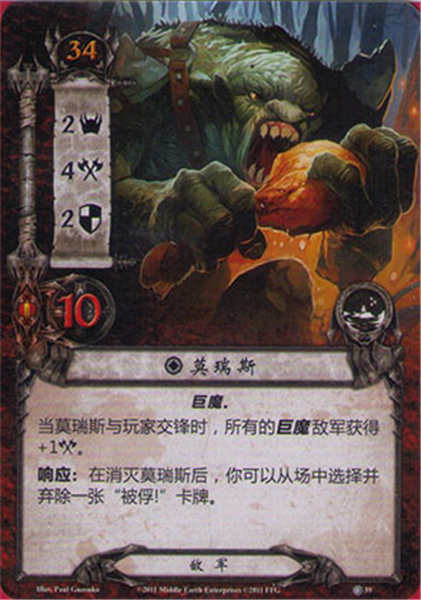 34
2
4
2
10
莫瑞斯
巨魔。
当莫瑞斯与玩家交锋时，所有的巨魔敌军获得
+1。
响应：在消灭莫瑞斯后，你可以从场中选择并
弃除一张“被俘!”卡牌。
敌军
©2011 Middle Earth Enterprises ©2011 FFG